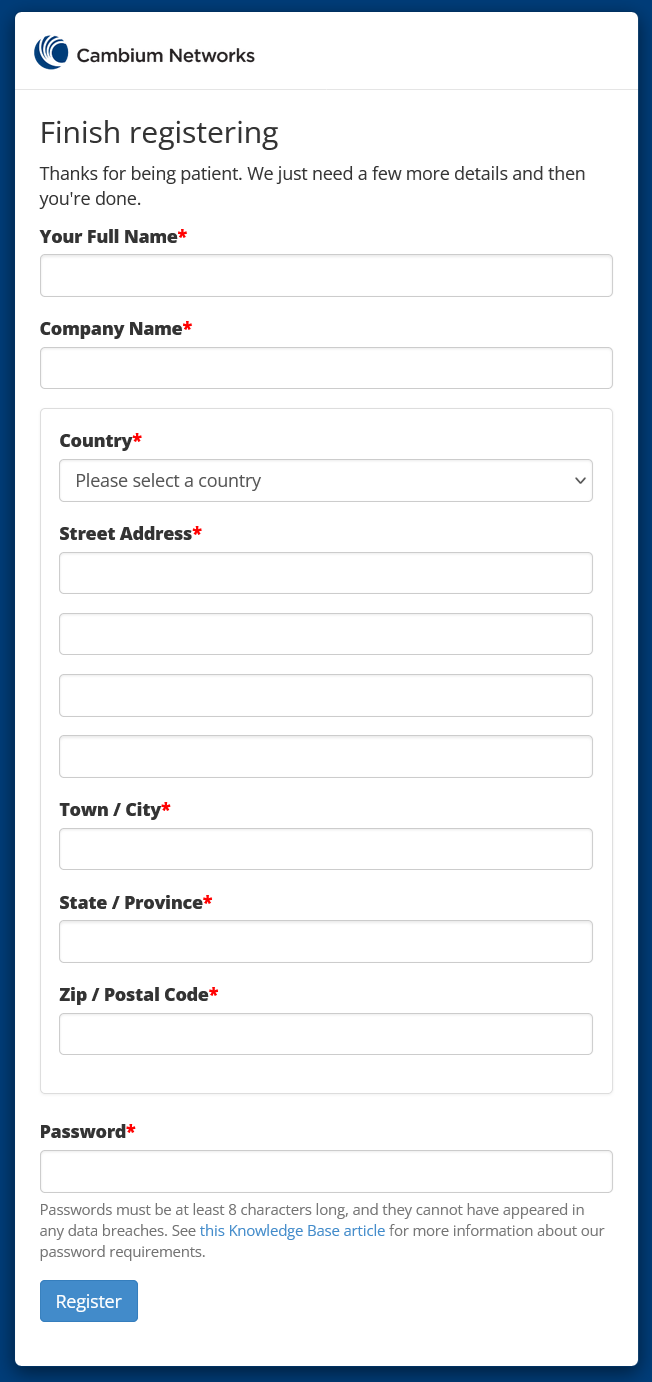 Cambium Networks
Finish registering
Thanks for being patient. We just need a few more details and then
you're done.
Your Full Name*
Company Name*
Country*
Please select a country
Street Address*
Town / City*
State / Province*
Zip / Postal Code*
Password*
Passwords must be at least 8 characters long, and they cannot have appeared in
any data breaches. See this Knowledge Base article for more information about our
password requirements.
Register